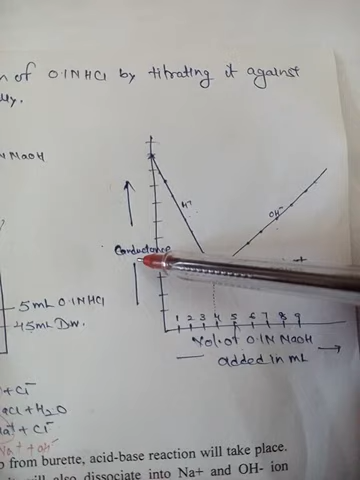 n of 0.1N HCl by titrating it against
lly.
N NaOH
H⁺
OH⁻
Conductance
5mL 0.1N HCl
45mL D.W.
1 2 3 4 5 6 7 8 9
Vol. of 0.1N NaOH
added in mL
+ Cl⁻
aCl + H₂O
Na⁺ + Cl⁻
Na⁺ + OH⁻
from burette, acid-base reaction will take place.
will also dissociate into Na+ and OH- ion